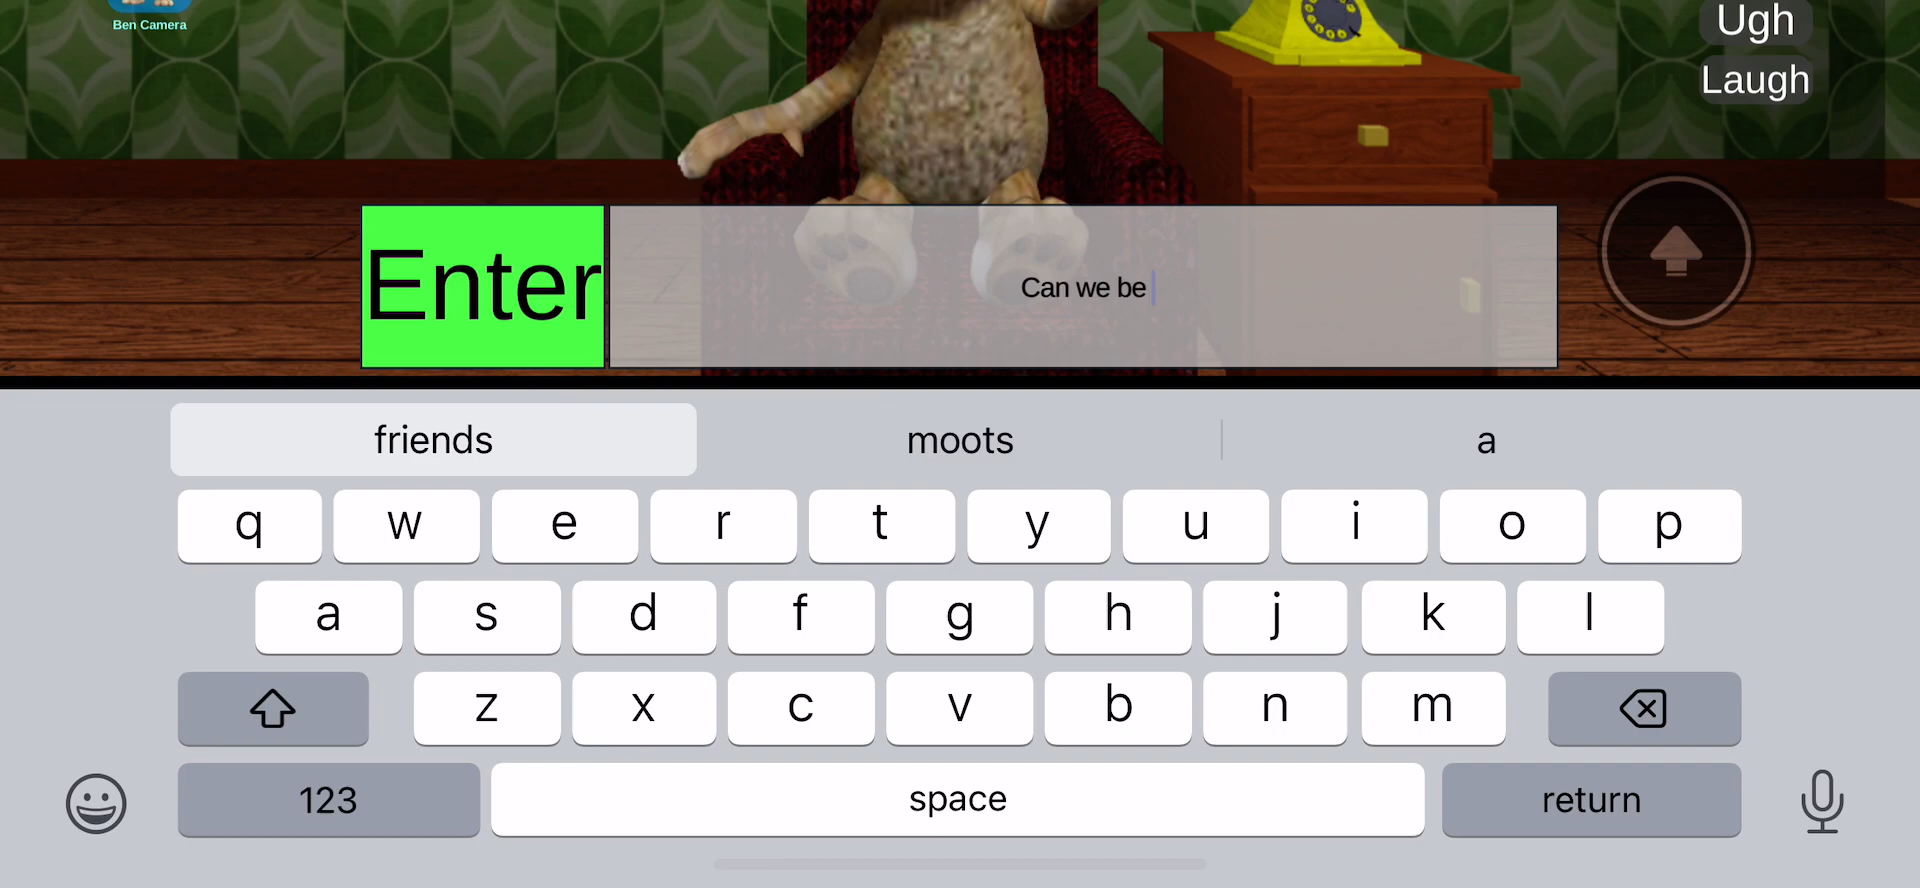 Ben Camera
Ugh
Laugh
Enter
Can we be
friends
moots
a
q w e r t y u i o p
a s d f g h j k l
z x c v b n m
123
space
return